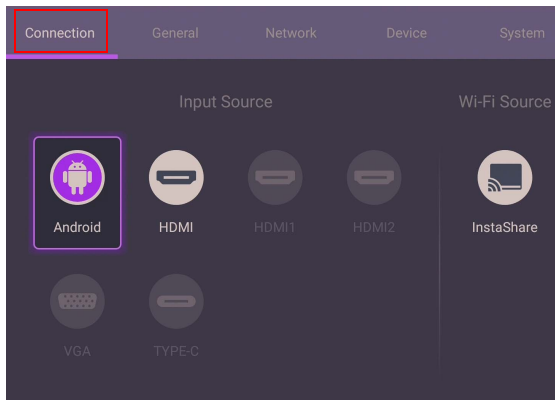 Connection General Network Device System
Input Source Wi-Fi Source
Android HDMI HDMI1 HDMI2 InstaShare
VGA TYPE-C